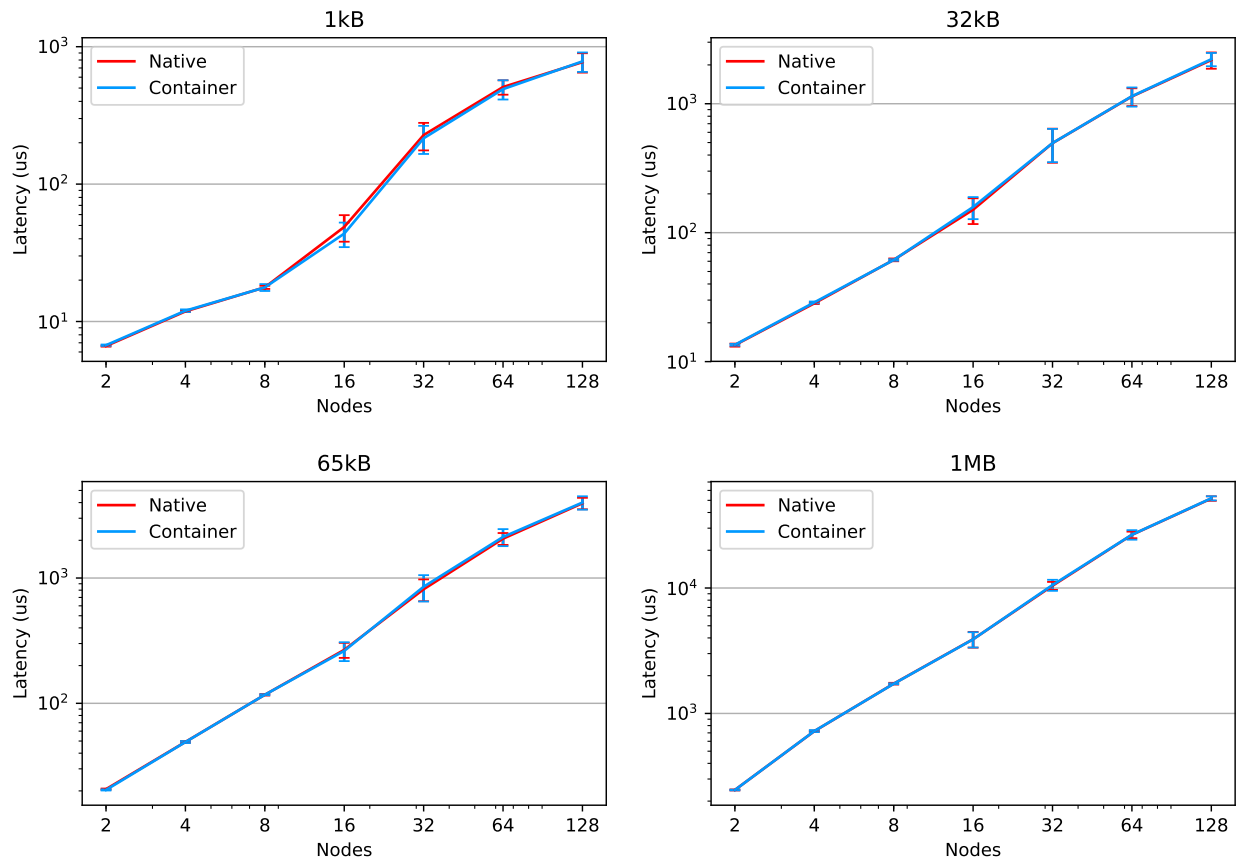 1kB
10³
10²
10¹
Latency (us)
Native
Container
2 4 8 16 32 64 128
Nodes
32kB
10³
10²
10¹
Latency (us)
Native
Container
2 4 8 16 32 64 128
Nodes
65kB
10³
10²
Latency (us)
Native
Container
2 4 8 16 32 64 128
Nodes
1MB
10⁴
10³
Latency (us)
Native
Container
2 4 8 16 32 64 128
Nodes